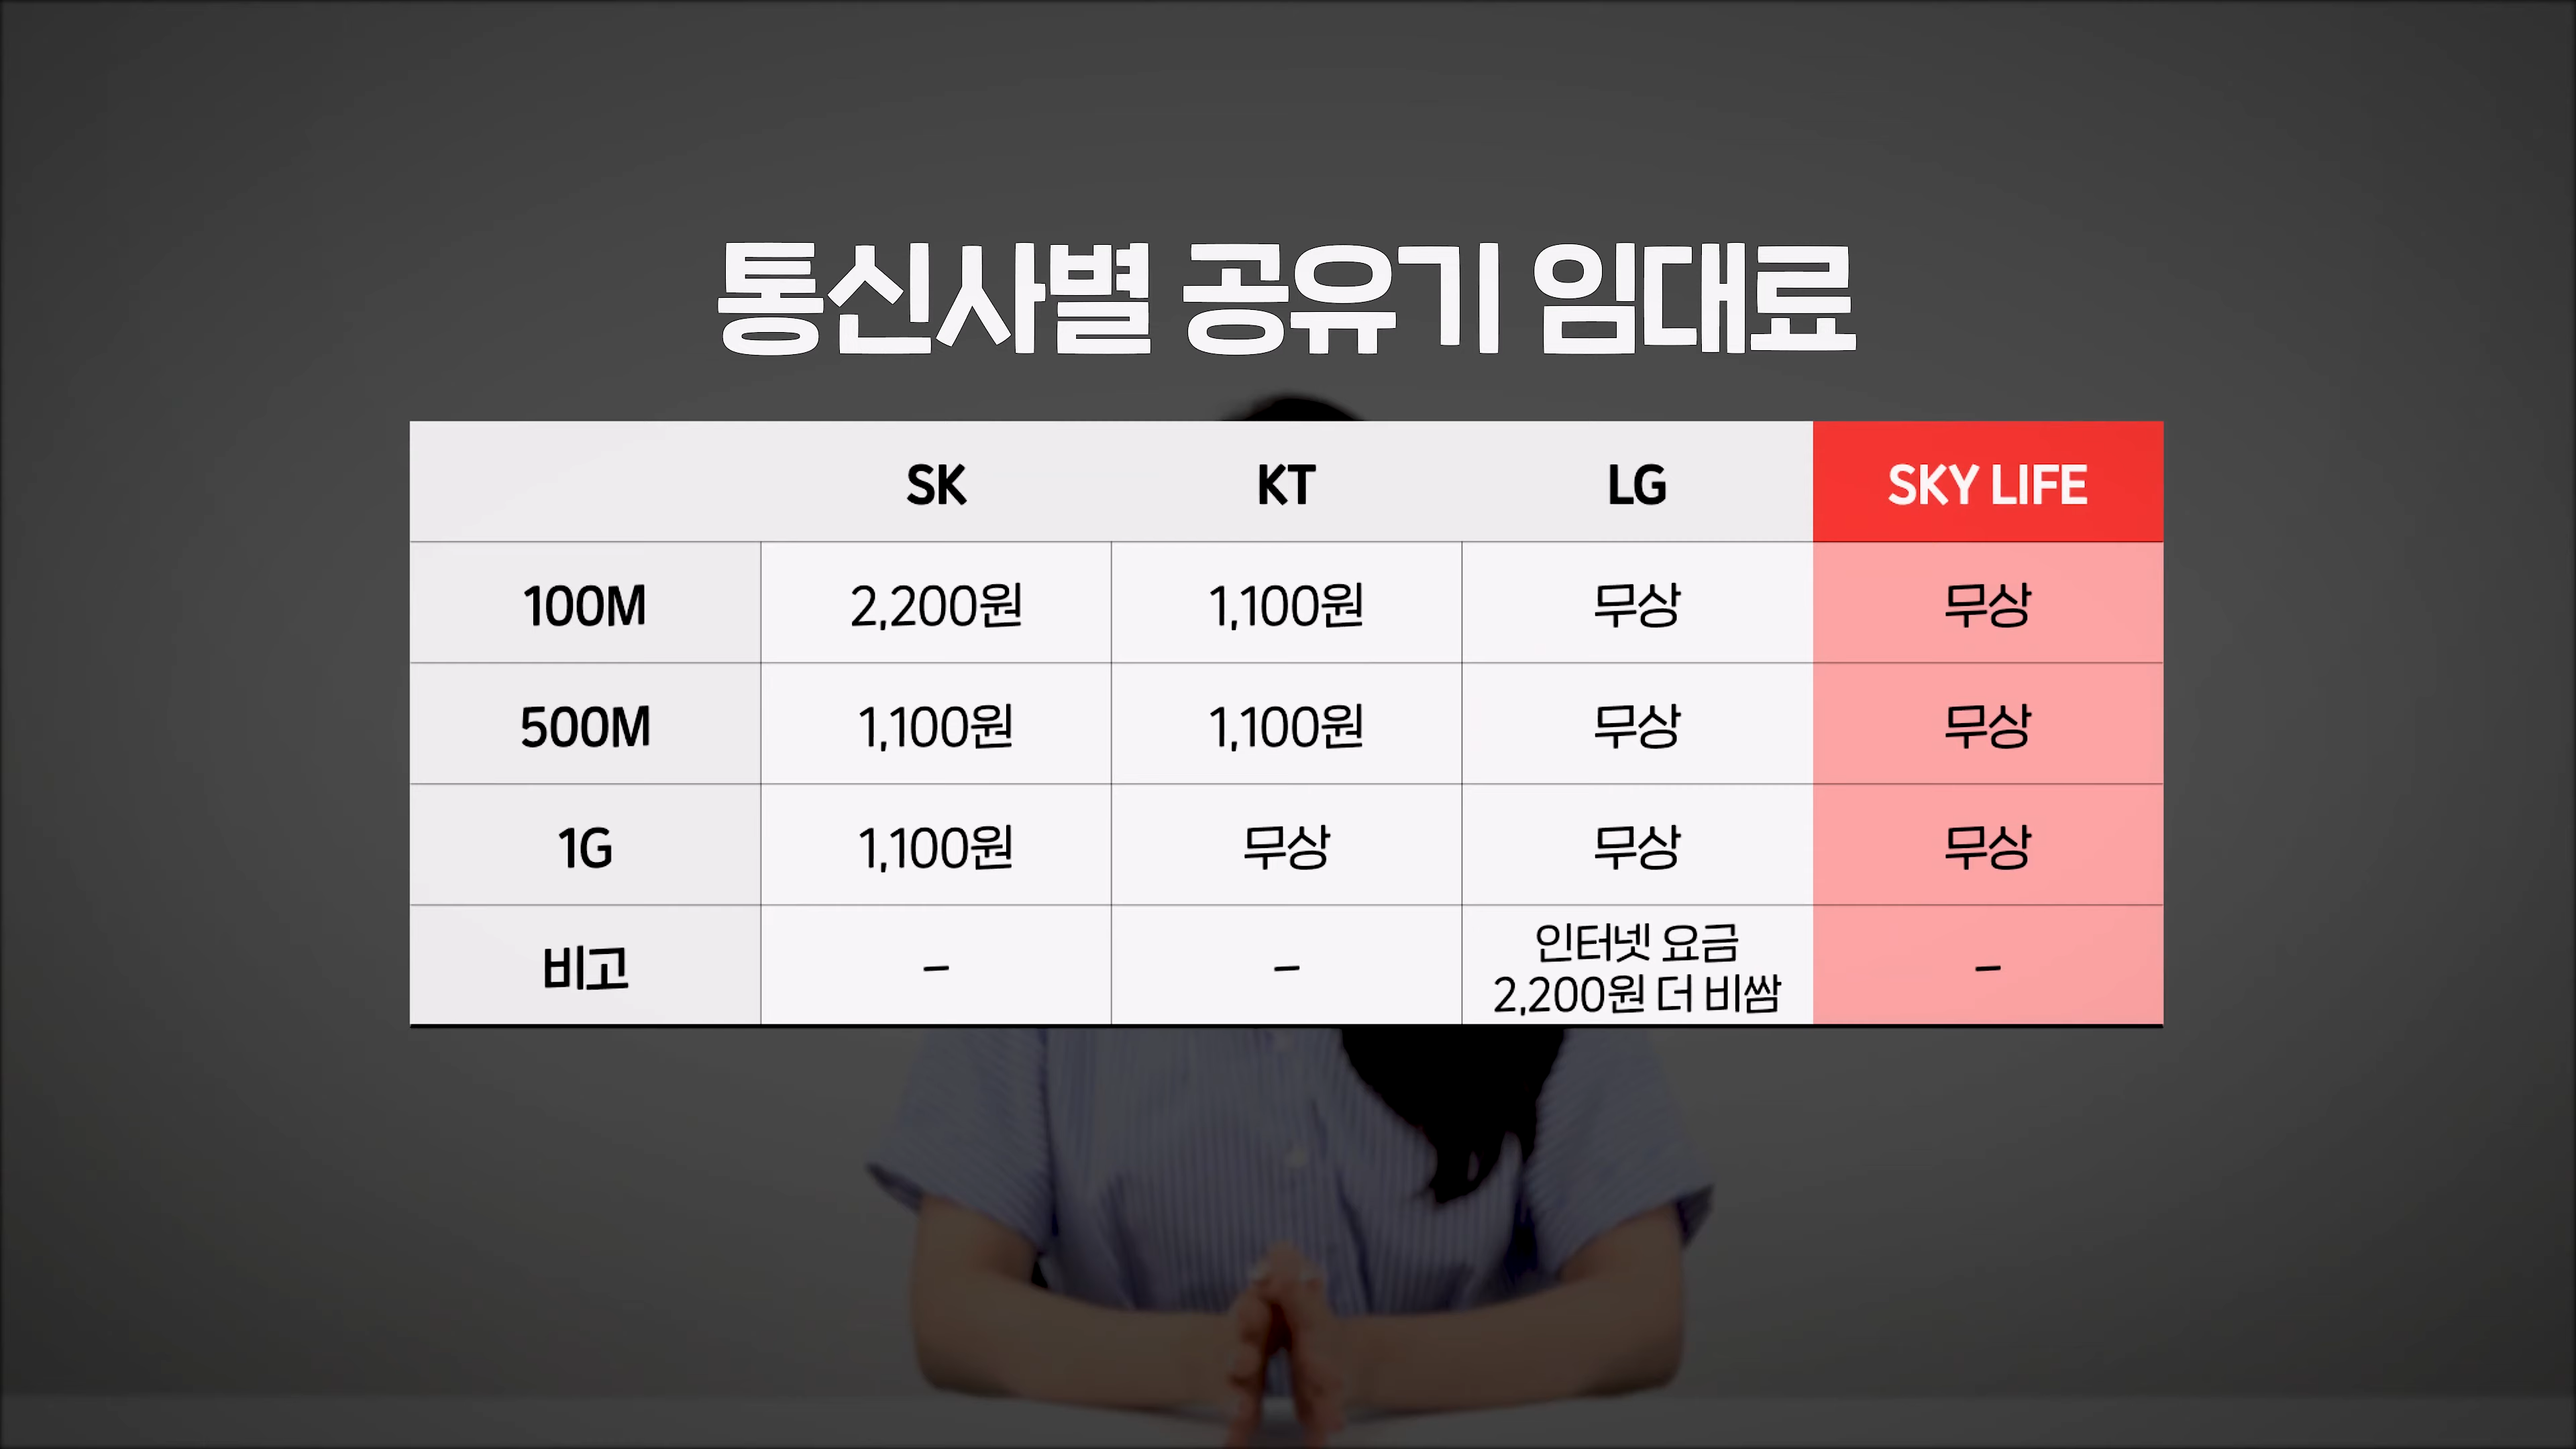 통신사별 공유기 임대료
SK KT LG SKY LIFE
100M 2,200원 1,100원 무상 무상
500M 1,100원 1,100원 무상 무상
1G 1,100원 무상 무상 무상
비고 – – 인터넷 요금 –
2,200원 더 비쌈